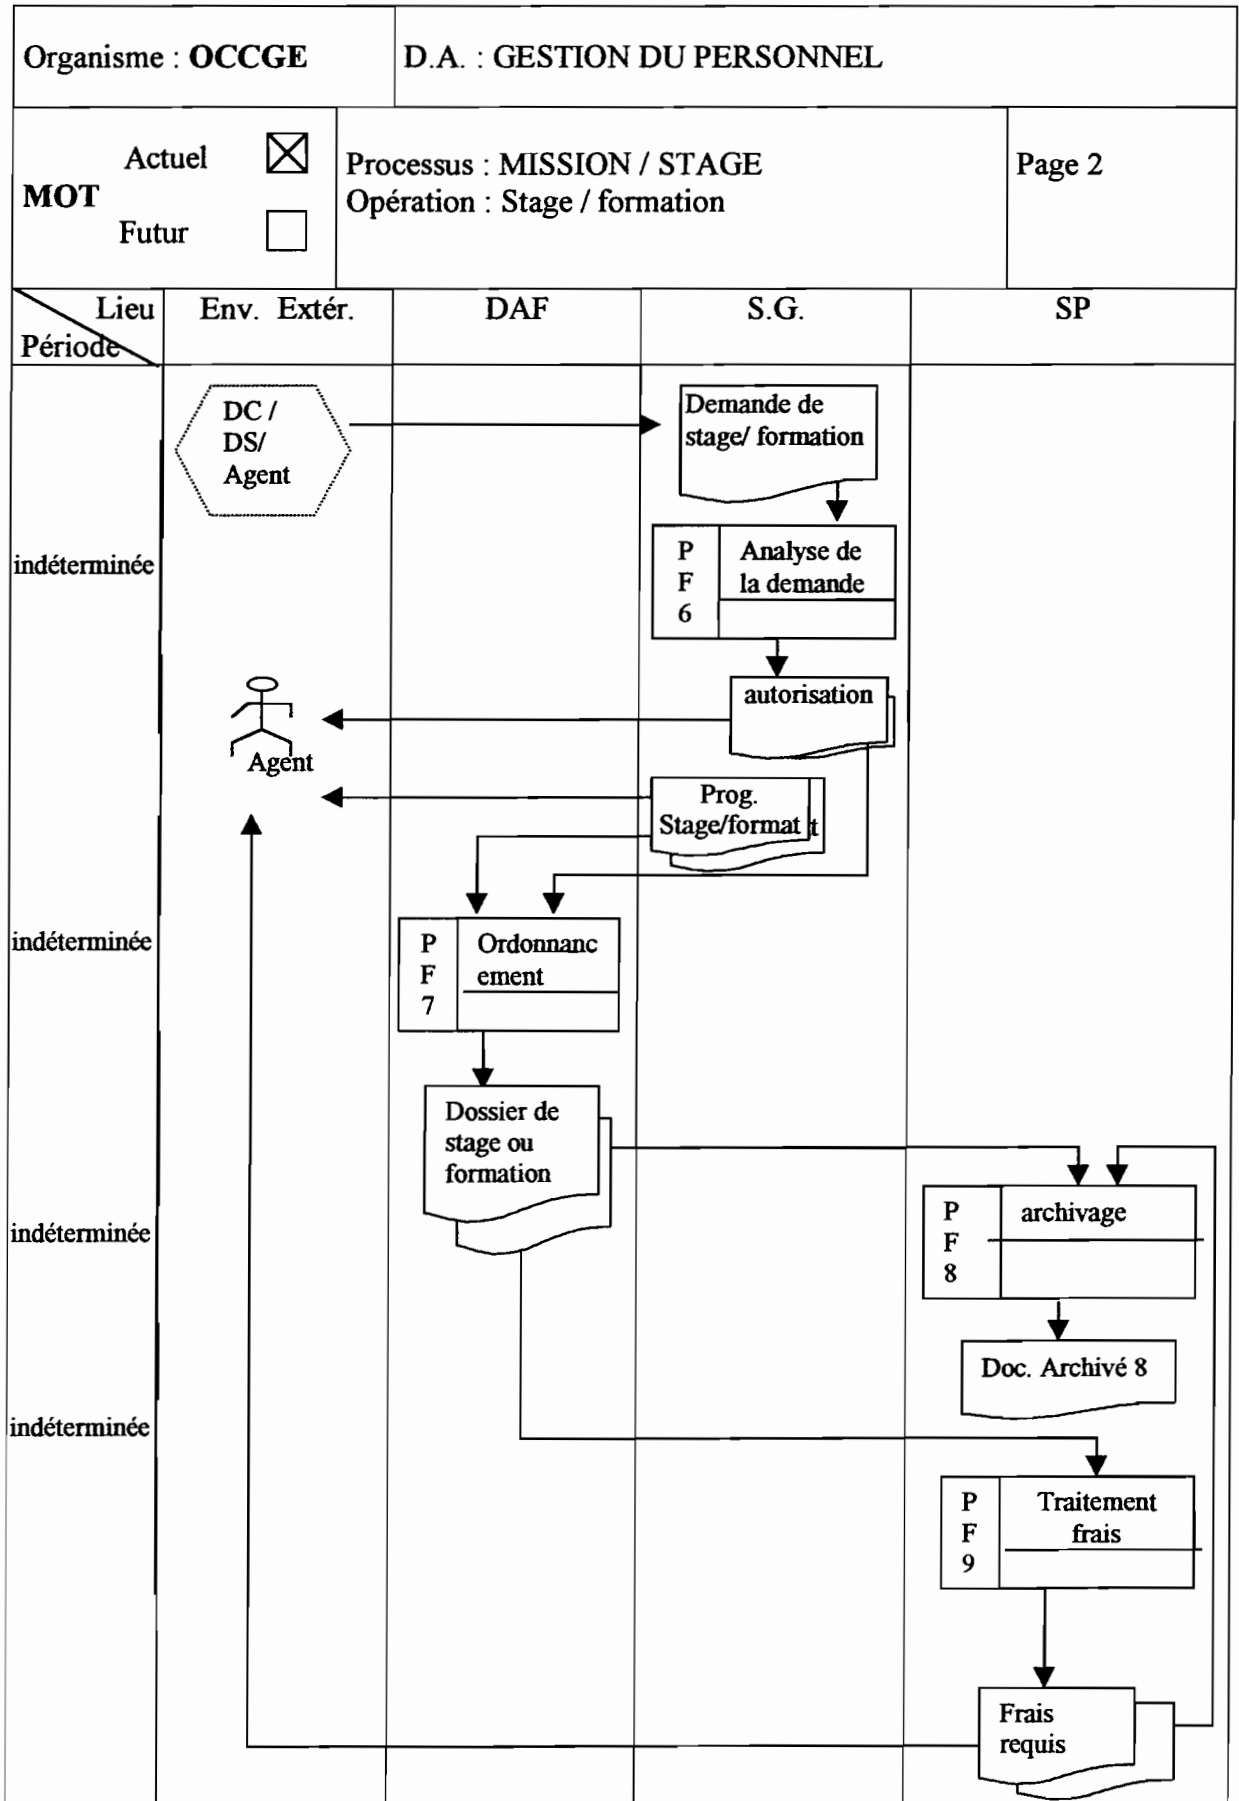 Organisme : OCCGE
D.A. : GESTION DU PERSONNEL
Actuel
MOT
Futur
Processus : MISSION / STAGE
Opération : Stage / formation
Page 2
Lieu
Période
Env. Extér.
DAF
S.G.
SP
DC /
DS/
Agent
Demande de
stage/ formation
indéterminée
P
F
6
Analyse de
la demande
autorisation
Agent
Prog.
Stage/format t
indéterminée
P
F
7
Ordonnanc
ement
Dossier de
stage ou
formation
indéterminée
P
F
8
archivage
Doc. Archivé 8
indéterminée
P
F
9
Traitement
frais
Frais
requis